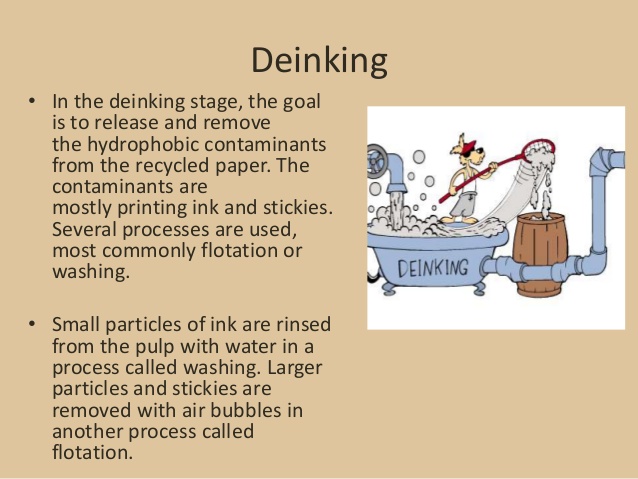 Deinking
• In the deinking stage, the goal
is to release and remove
the hydrophobic contaminants
from the recycled paper. The
contaminants are
mostly printing ink and stickies.
Several processes are used,
most commonly flotation or
washing.
• Small particles of ink are rinsed
from the pulp with water in a
process called washing. Larger
particles and stickies are
removed with air bubbles in
another process called
flotation.
DEINKING